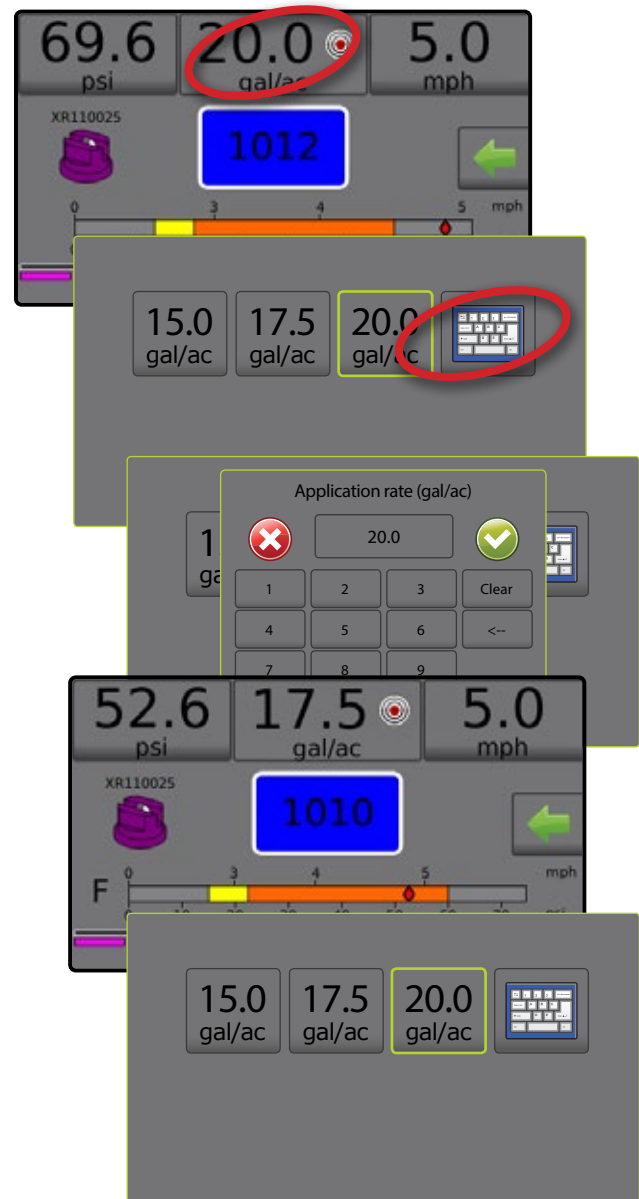 69.6 20.0 5.0
psi gal/ac mph
XR110025
1012
0 3 4 5 mph
15.0 17.5 20.0
gal/ac gal/ac gal/ac
Application rate (gal/ac)
20.0
1 2 3 Clear
4 5 6 <--
7 8 9
52.6 17.5 5.0
psi gal/ac mph
XR110025
1010
0 3 4 5 mph
F
15.0 17.5 20.0
gal/ac gal/ac gal/ac